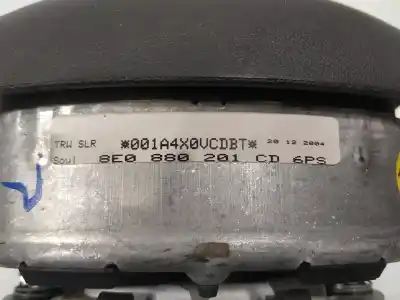 TRW SLR *001A4X0VCDBT* 20 12 2004
Soul 8E0 880 201 CD 6PS